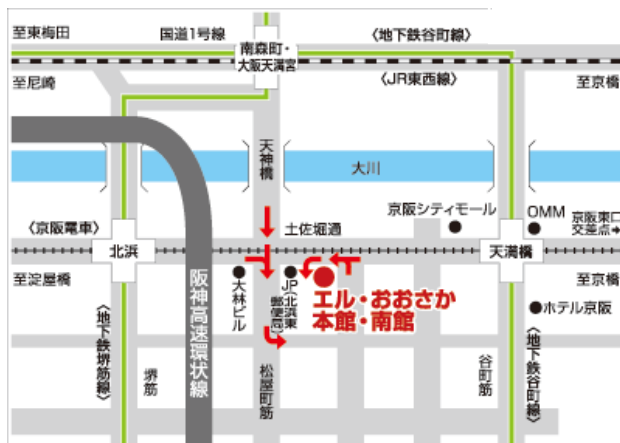 至東梅田
国道1号線
〈地下鉄谷町線〉
南森町・
大阪天満宮
至尼崎
〈JR東西線〉
至京橋
天神橋
大川
京阪シティモール
OMM
京阪東口
交差点→
〈京阪電車〉
北浜
土佐堀通
天満橋
至淀屋橋
至京橋
阪神高速環状線
大林ビル
JP(北浜東
郵便局)
エル・おおさか
本館・南館
ホテル京阪
〈地下鉄堺筋線〉
堺筋
松屋町筋
谷町筋
〈地下鉄谷町線〉